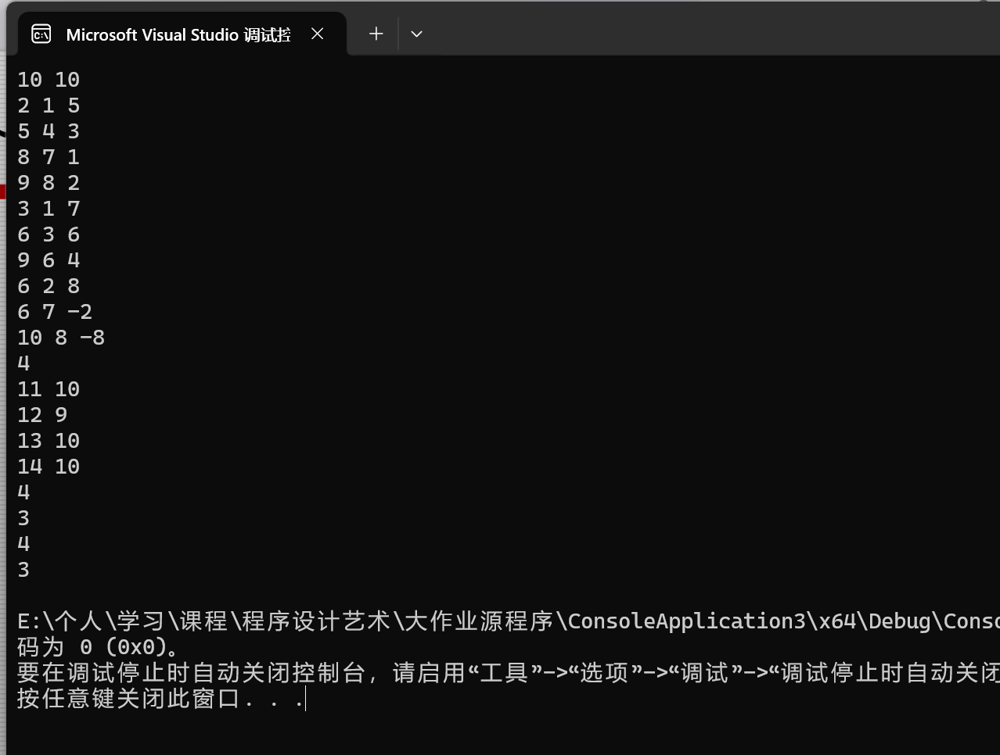 Microsoft Visual Studio 调试控
10 10
2 1 5
5 4 3
8 7 1
9 8 2
3 1 7
6 3 6
9 6 4
6 2 8
6 7 -2
10 8 -8
4
11 10
12 9
13 10
14 10
4
3
4
3
E:\个人\学习\课程\程序设计艺术\大作业源程序\ConsoleApplication3\x64\Debug\Conso
码为 0 (0x0)。
要在调试停止时自动关闭控制台，请启用“工具”->“选项”->“调试”->“调试停止时自动关闭
按任意键关闭此窗口. . .